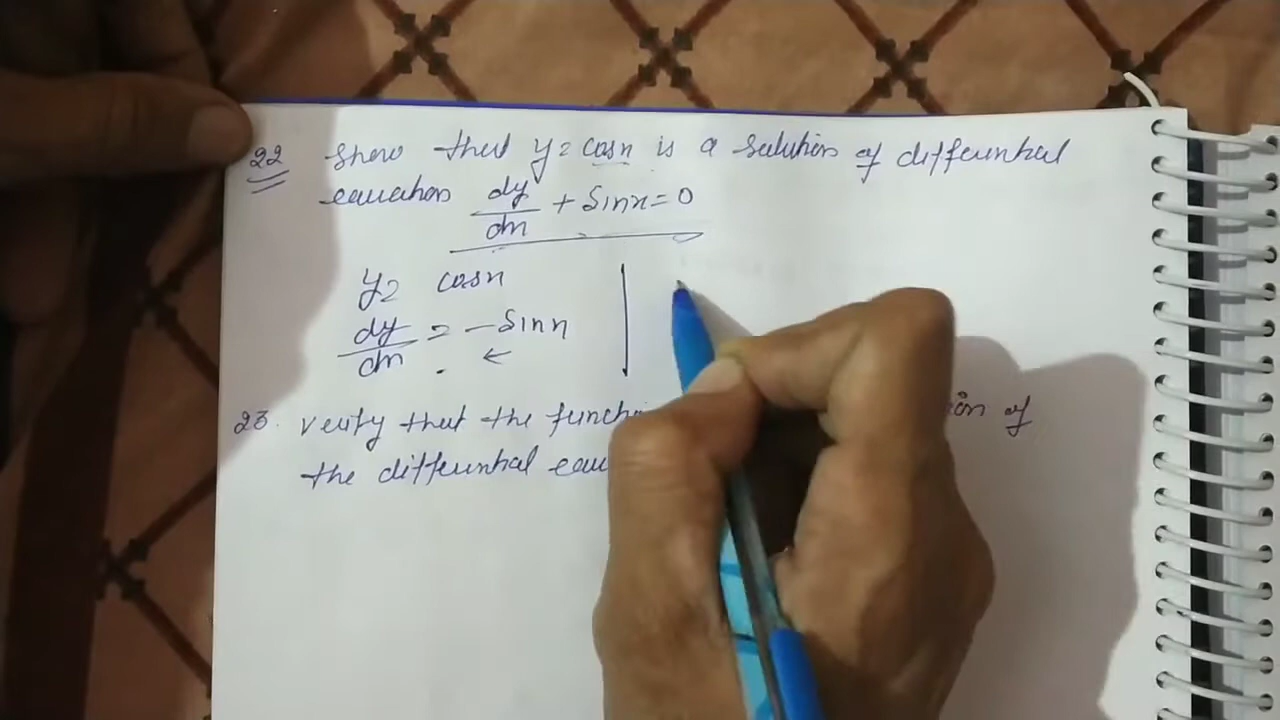 22 Show that y = cosx is a solution of differential
equation dy/dx + sinx = 0
y = cosx
dy/dx = - sinx
23. Verify that the of
the differential